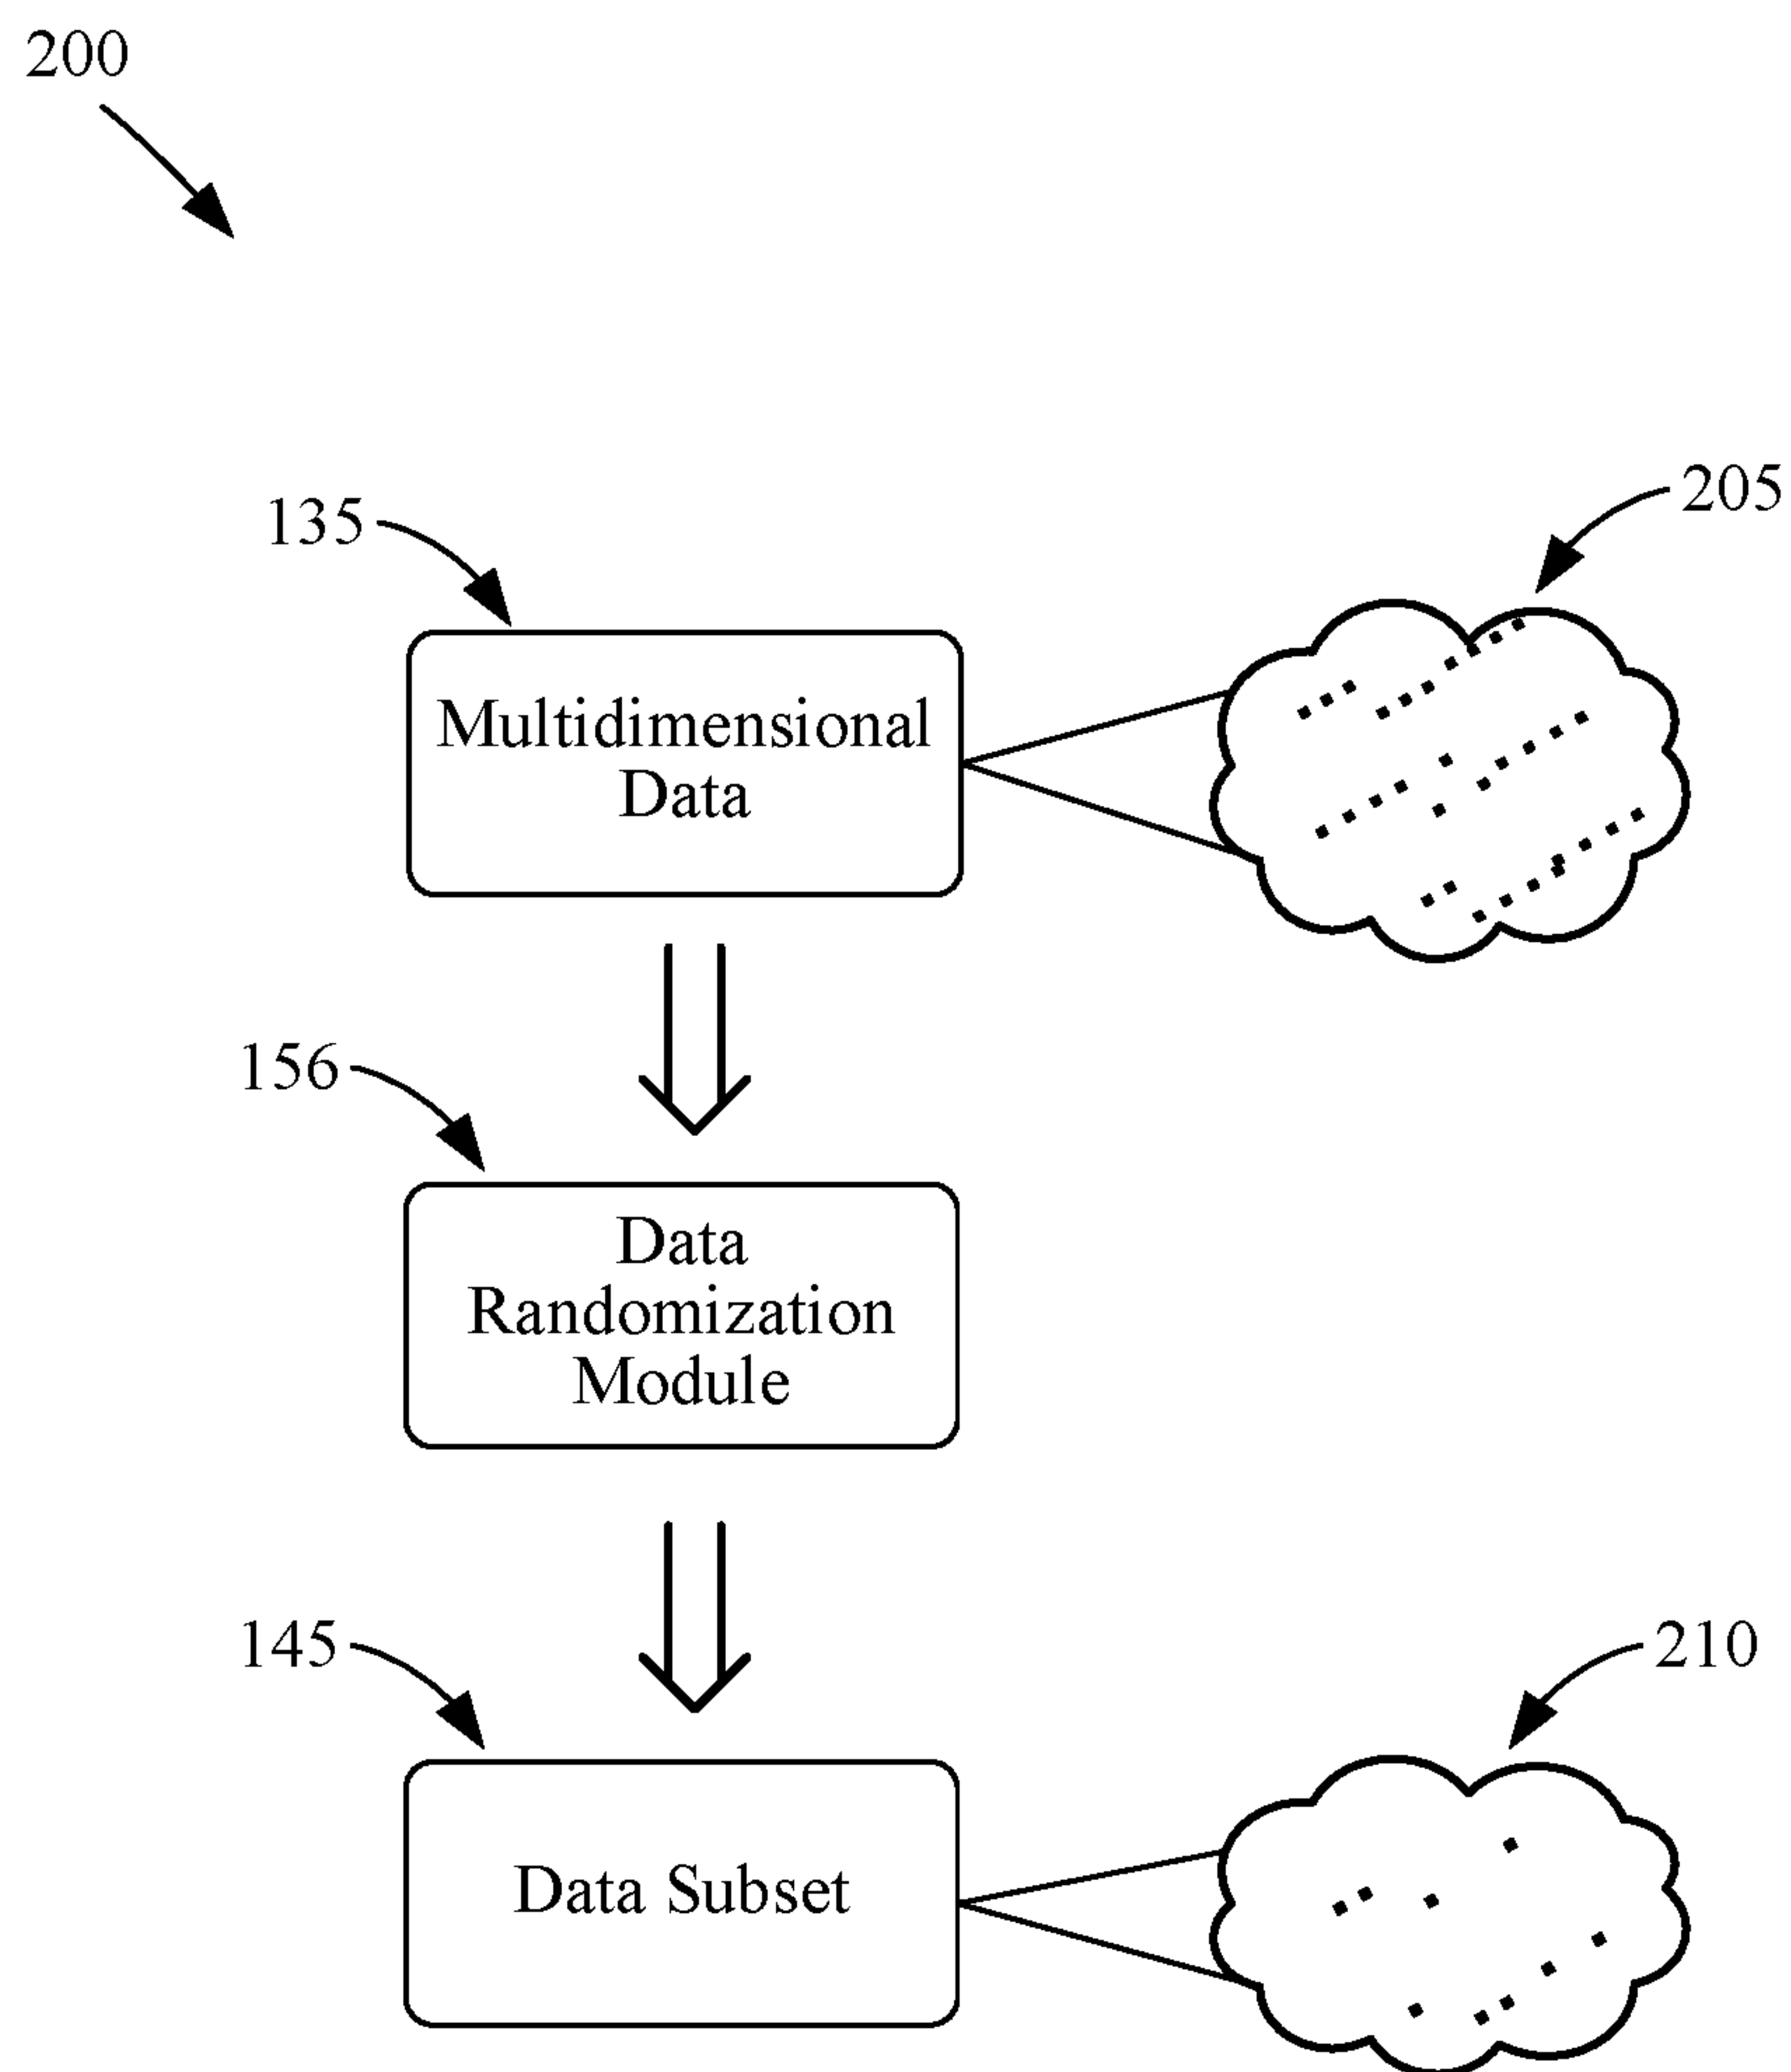 200
205
135
Multidimensional
Data
156
Data
Randomization
Module
145
210
Data Subset